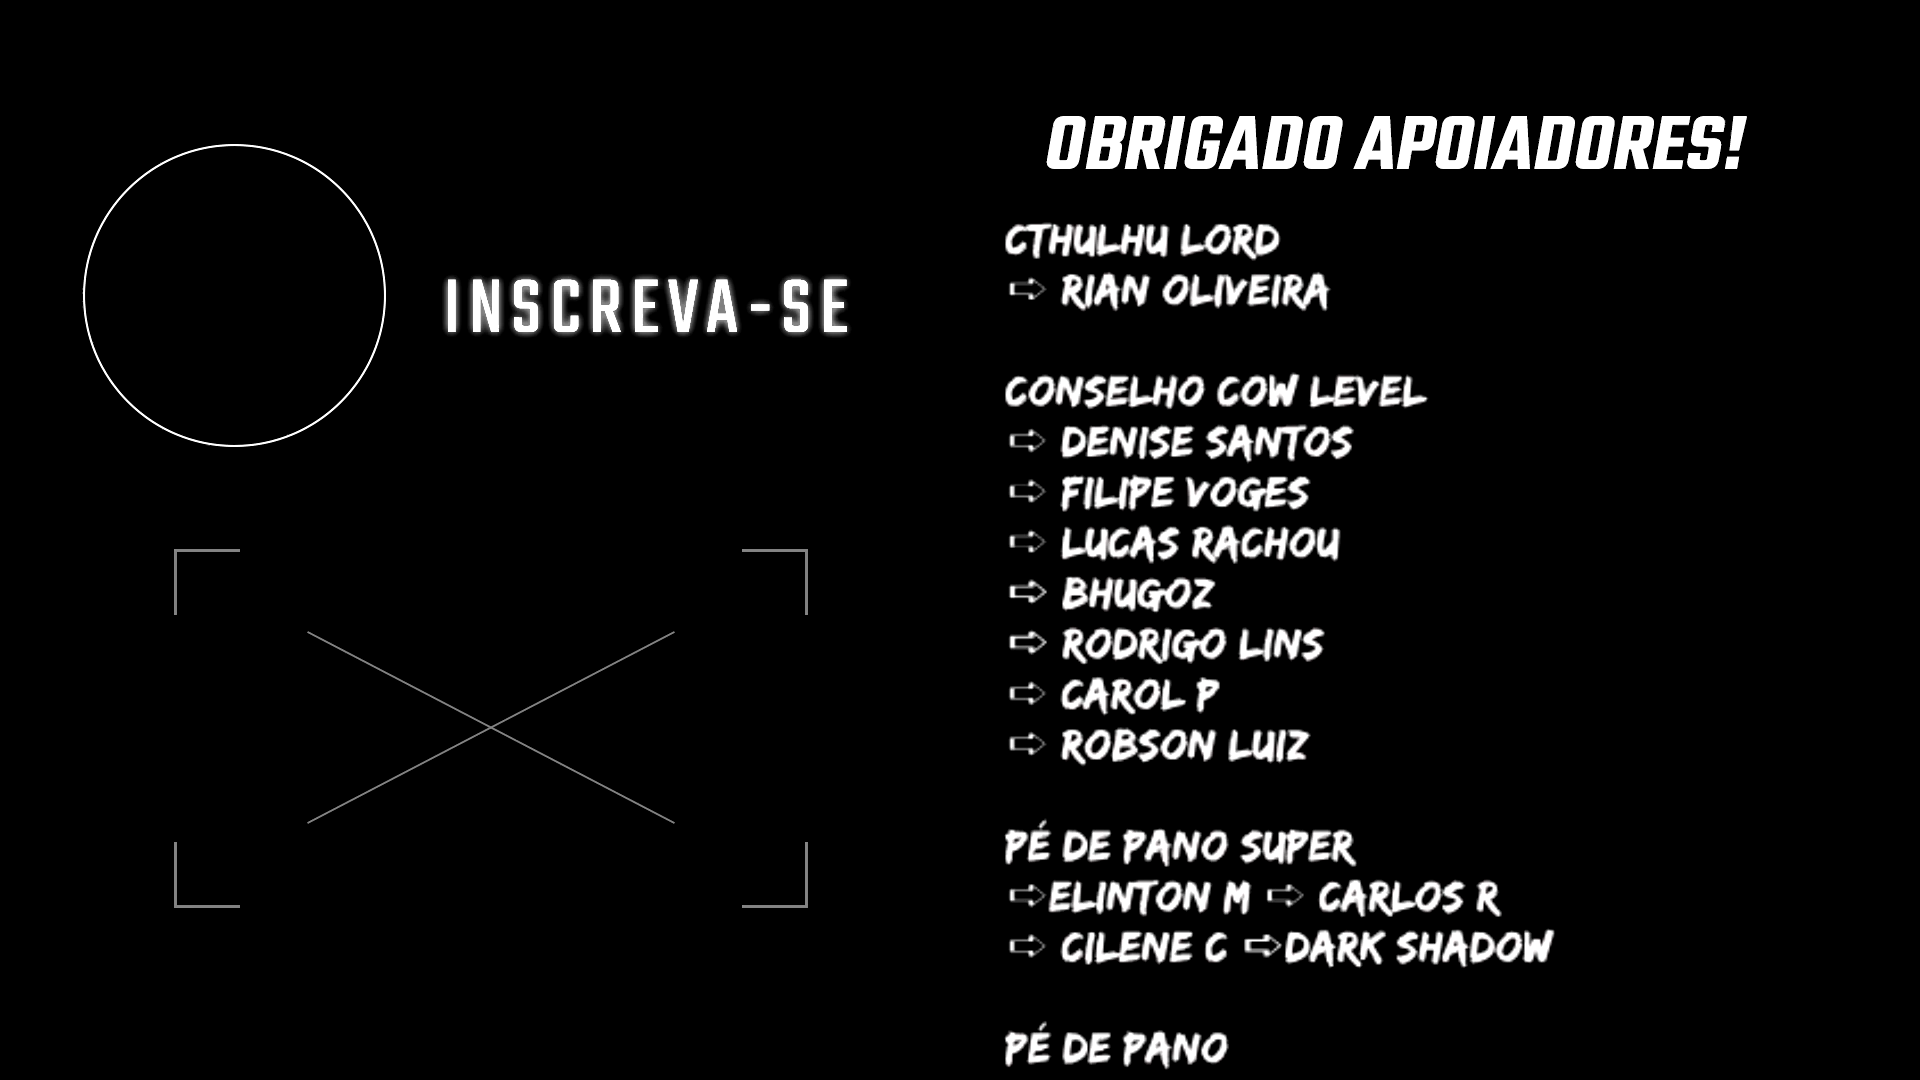 INSCREVA-SE
OBRIGADO APOIADORES!
CTHULHU LORD
➪ RIAN OLIVEIRA
CONSELHO COW LEVEL
➪ DENISE SANTOS
➪ FILIPE VOGES
➪ LUCAS RACHOU
➪ BHUGOZ
➪ RODRIGO LINS
➪ CAROL P
➪ ROBSON LUIZ
PÉ DE PANO SUPER
➪ELINTON M ➪ CARLOS R
➪ CILENE C ➪DARK SHADOW
PÉ DE PANO